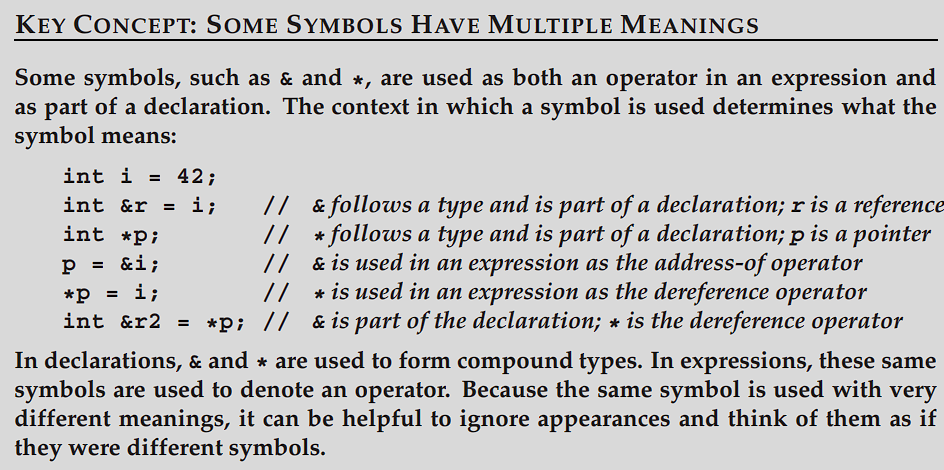 KEY CONCEPT: SOME SYMBOLS HAVE MULTIPLE MEANINGS
Some symbols, such as & and *, are used as both an operator in an expression and
as part of a declaration. The context in which a symbol is used determines what the
symbol means:
int i = 42;
int &r = i; // & follows a type and is part of a declaration; r is a reference
int *p; // * follows a type and is part of a declaration; p is a pointer
p = &i; // & is used in an expression as the address-of operator
*p = i; // * is used in an expression as the dereference operator
int &r2 = *p; // & is part of the declaration; * is the dereference operator
In declarations, & and * are used to form compound types. In expressions, these same
symbols are used to denote an operator. Because the same symbol is used with very
different meanings, it can be helpful to ignore appearances and think of them as if
they were different symbols.